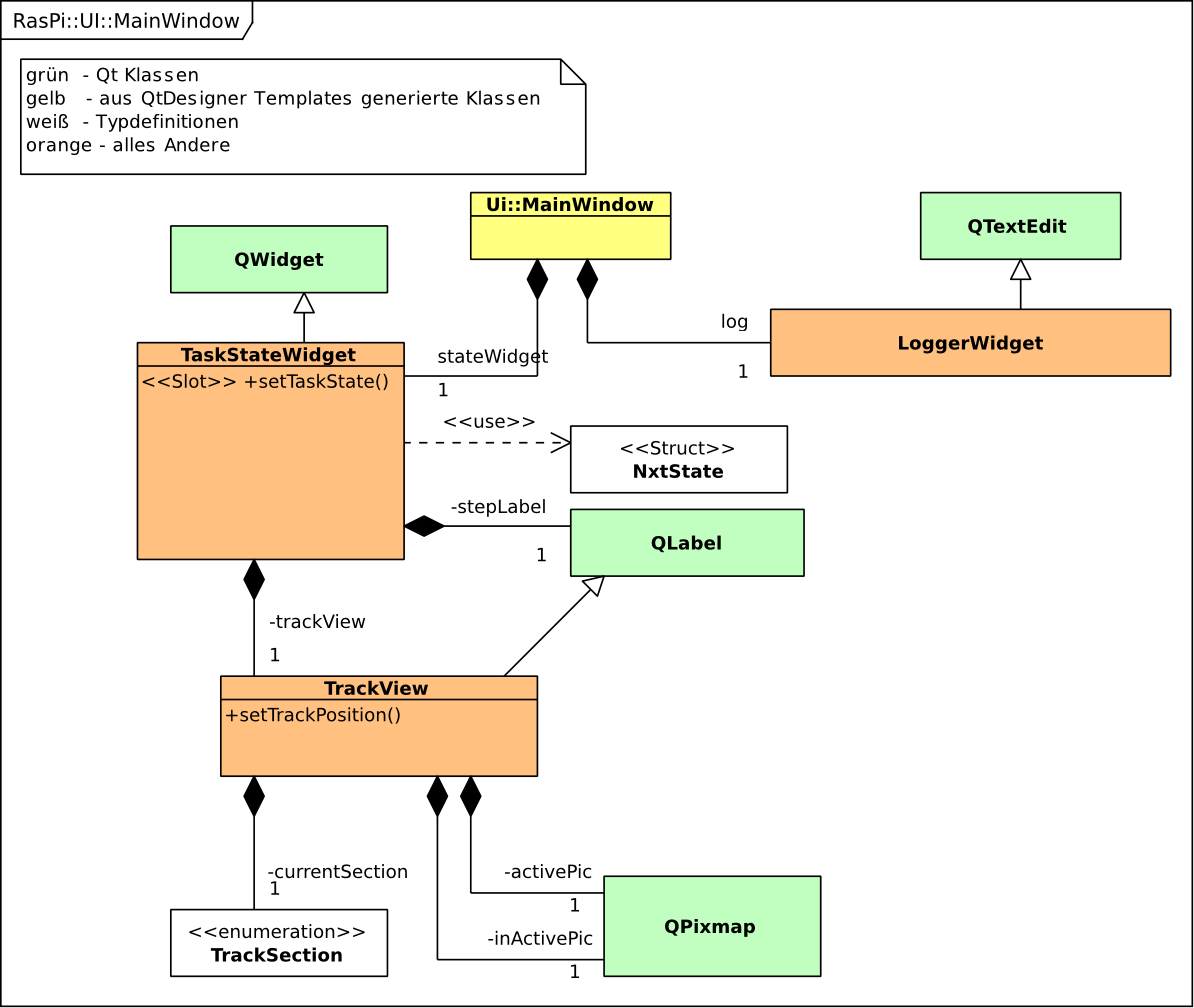 RasPi::UI::MainWindow
grün - Qt Klassen
gelb - aus QtDesigner Templates generierte Klassen
weiß - Typdefinitionen
orange - alles Andere
Ui::MainWindow
QTextEdit
QWidget
log
LoggerWidget
1
TaskStateWidget
<<Slot>> +setTaskState()
stateWidget
1
<<use>>
<<Struct>>
NxtState
-stepLabel
1
QLabel
-trackView
1
TrackView
+setTrackPosition()
-currentSection
1
-activePic
1
<<enumeration>>
TrackSection
-inActivePic
1
QPixmap